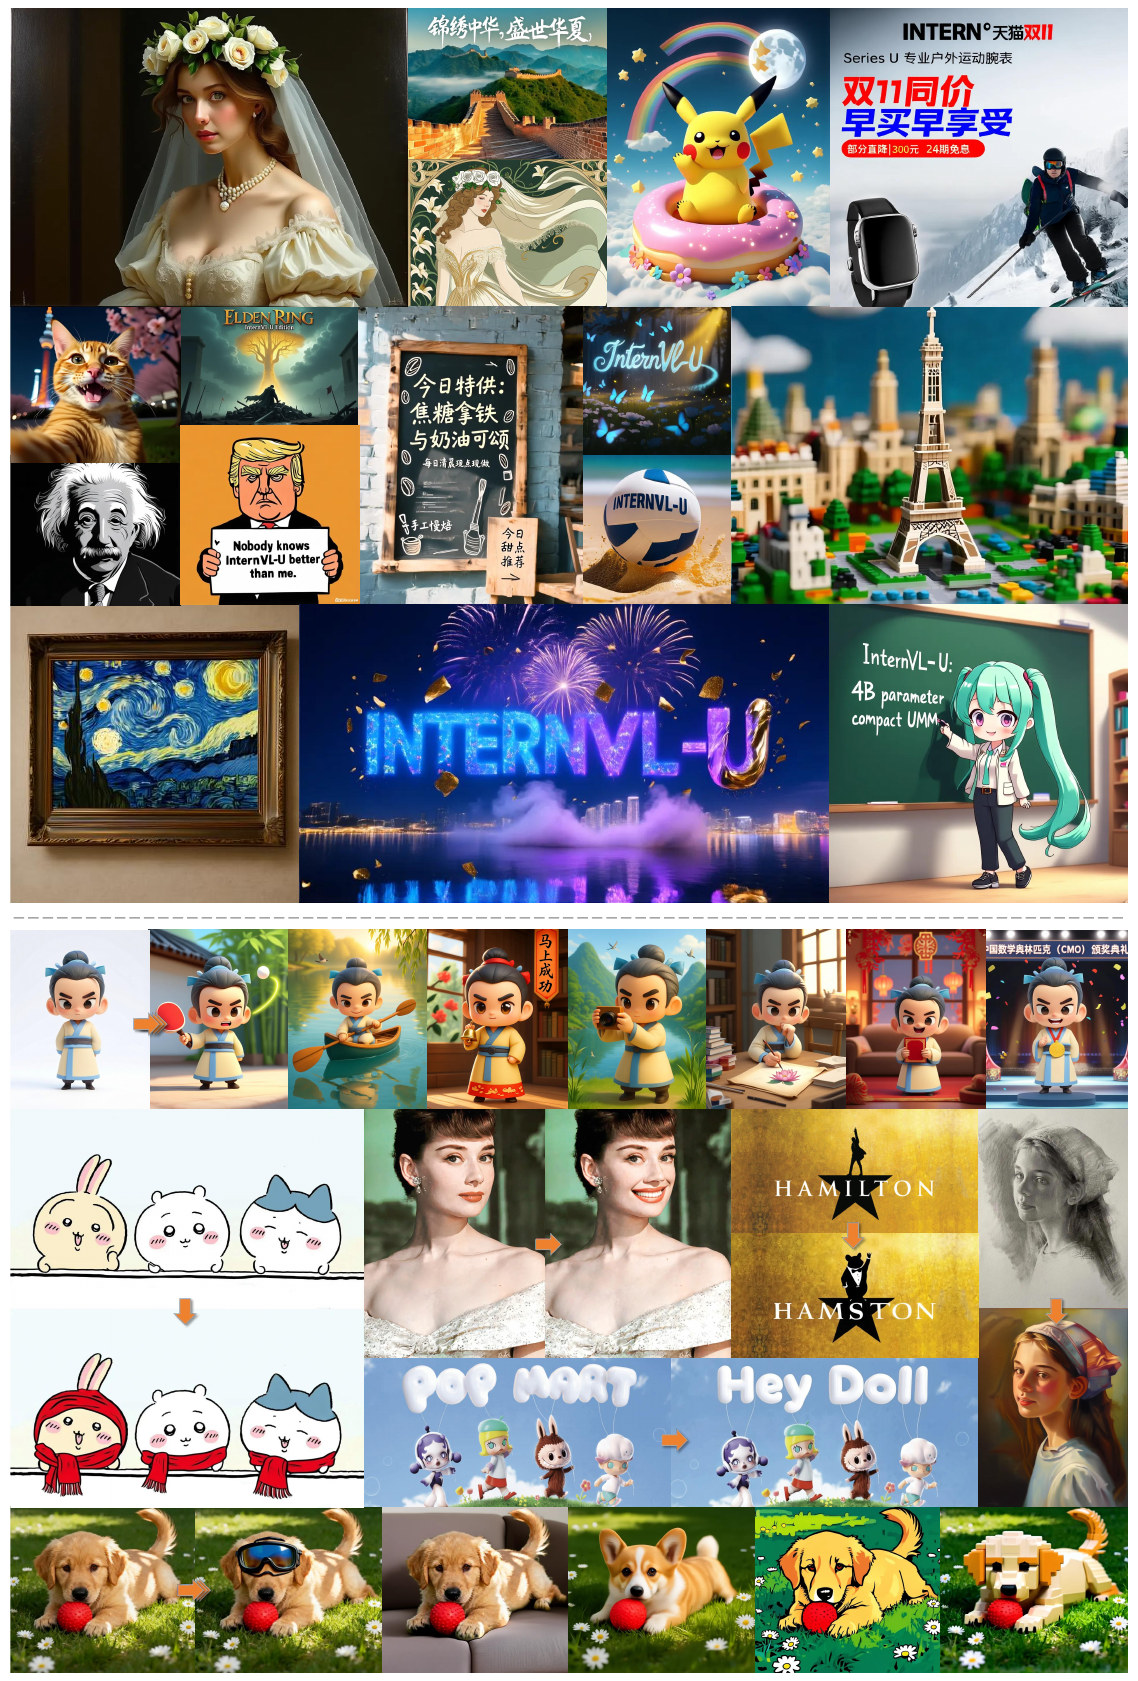 锦绣中华,盛世华夏
INTERN° 天猫双11
Series U 专业户外运动腕表
双11同价
早买早享受
部分直降|300元 24期免息
ELDEN RING
InternVl-U Edition
Nobody knows
InternVL-U better
than me.
今日特供:
焦糖拿铁
与奶油可颂
每日清晨现点现做
手工慢焙
今日
甜点
推荐
InternVl-U
INTERNVL-U
INTERNVL-U
InternVL-U:
4B parameter
compact UMM
马上成功
中国数学奥林匹克(CMO)颁奖典礼
HAMILTON
HAMSTON
POP MART
Hey Doll